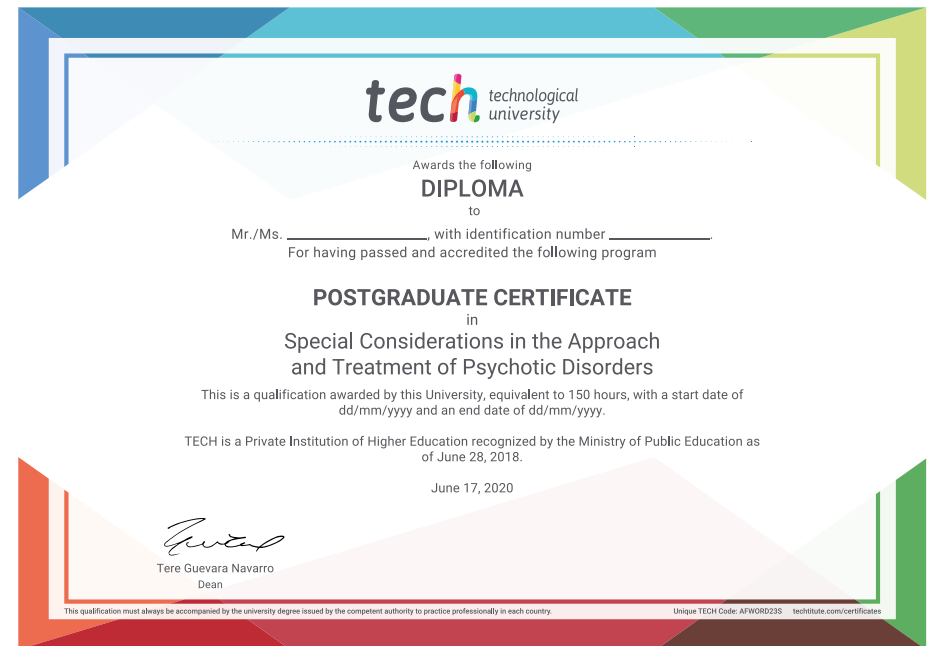 tech technological
university
Awards the following
DIPLOMA
to
Mr./Ms. ________________, with identification number ____________.
For having passed and accredited the following program
POSTGRADUATE CERTIFICATE
in
Special Considerations in the Approach
and Treatment of Psychotic Disorders
This is a qualification awarded by this University, equivalent to 150 hours, with a start date of
dd/mm/yyyy and an end date of dd/mm/yyyy.
TECH is a Private Institution of Higher Education recognized by the Ministry of Public Education as
of June 28, 2018.
June 17, 2020
Tere Guevara Navarro
Dean
This qualification must always be accompanied by the university degree issued by the competent authority to practice professionally in each country.
Unique TECH Code: AFWORD23S techtitute.com/certificates